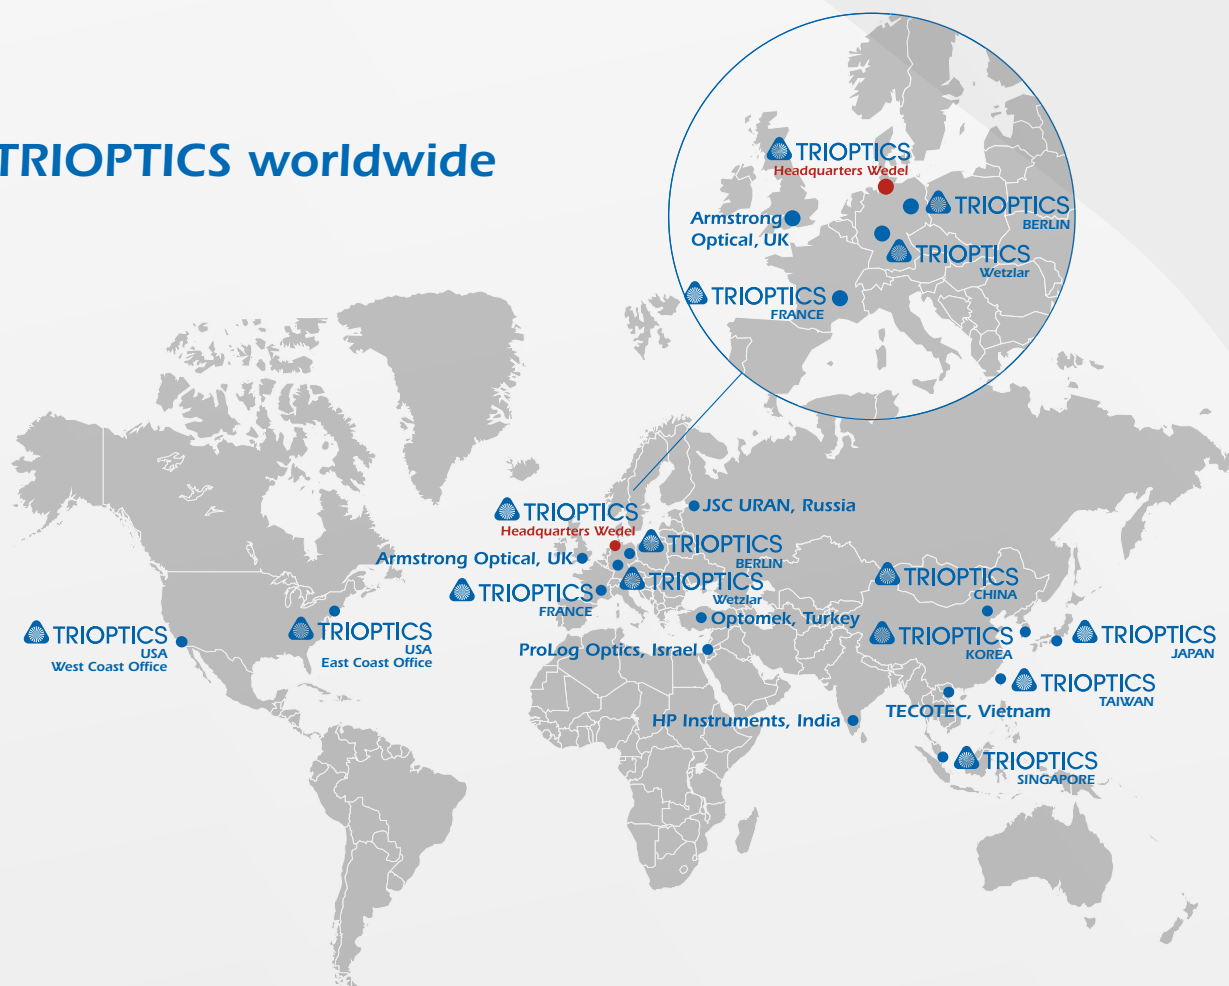 TRIOPTICS worldwide
TRIOPTICS
Headquarters Wedel
Armstrong
Optical, UK
TRIOPTICS
BERLIN
TRIOPTICS
Wetzlar
TRIOPTICS
FRANCE
JSC URAN, Russia
TRIOPTICS
Headquarters Wedel
Armstrong Optical, UK
TRIOPTICS
BERLIN
TRIOPTICS
Wetzlar
TRIOPTICS
FRANCE
TRIOPTICS
CHINA
Optomek, Turkey
TRIOPTICS
USA
West Coast Office
TRIOPTICS
USA
East Coast Office
ProLog Optics, Israel
TRIOPTICS
KOREA
TRIOPTICS
JAPAN
TRIOPTICS
TAIWAN
HP Instruments, India
TECOTEC, Vietnam
TRIOPTICS
SINGAPORE